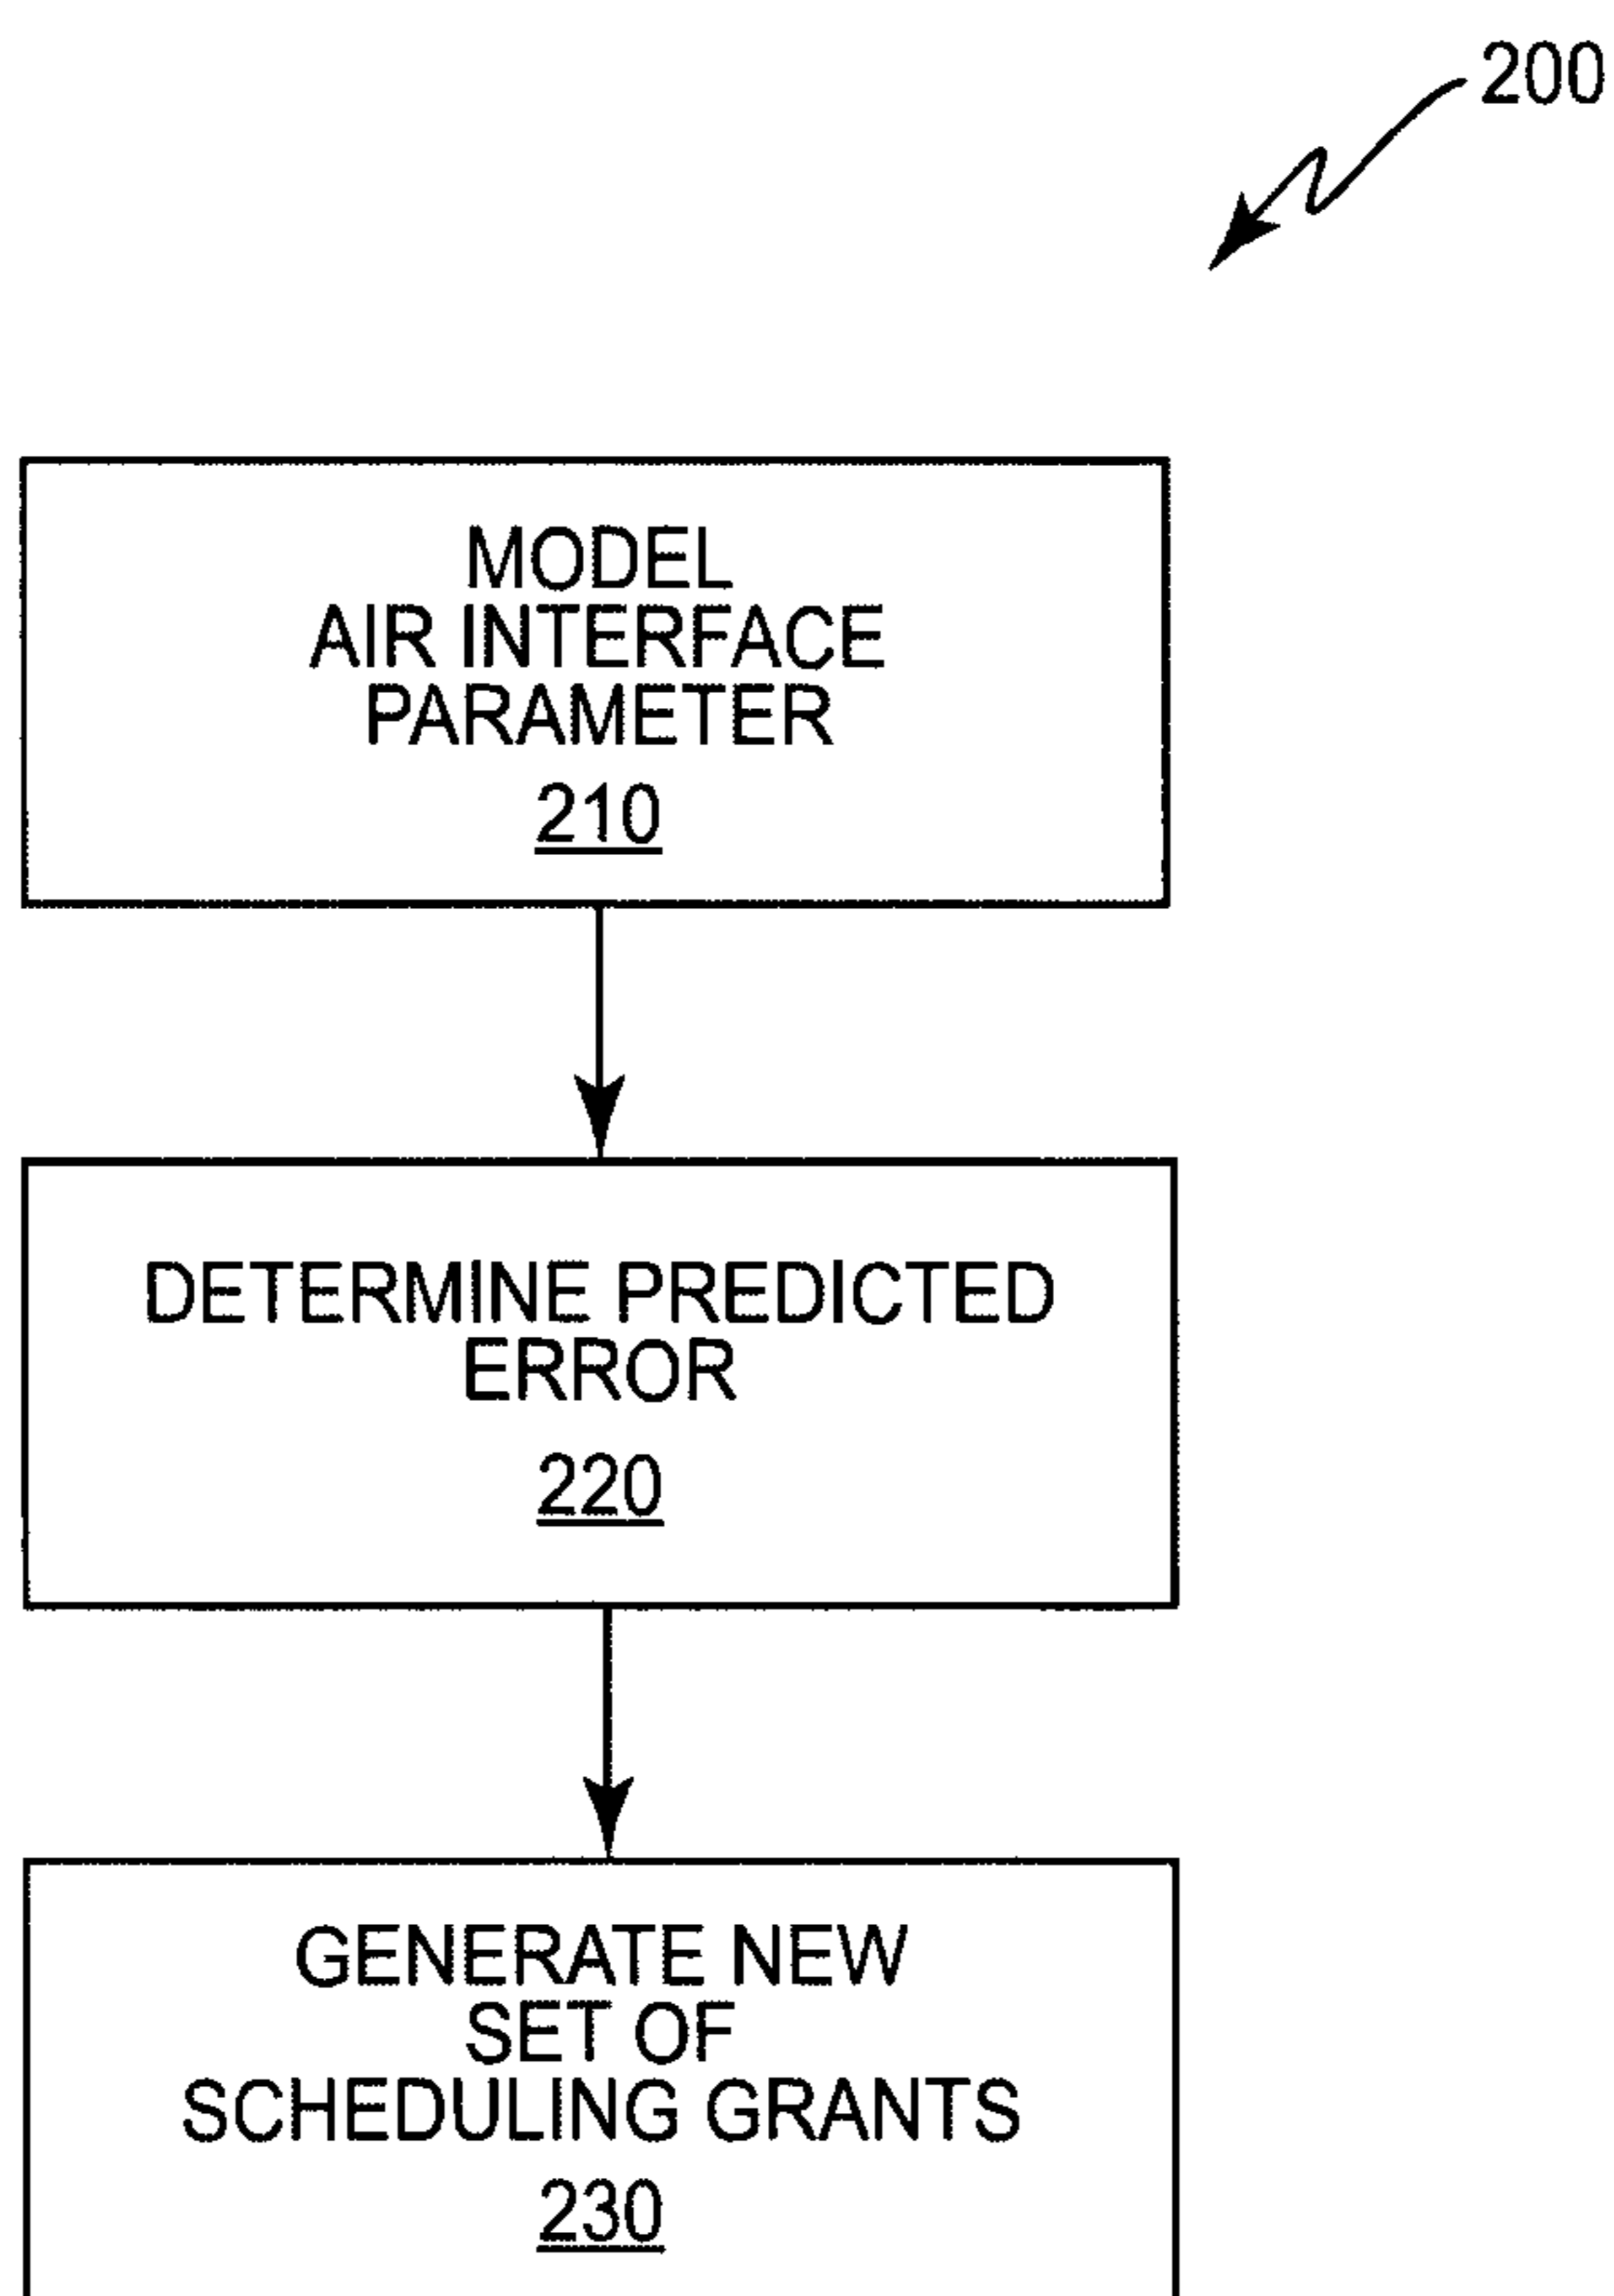 200
MODEL
AIR INTERFACE
PARAMETER
210
DETERMINE PREDICTED
ERROR
220
GENERATE NEW
SET OF
SCHEDULING GRANTS
230